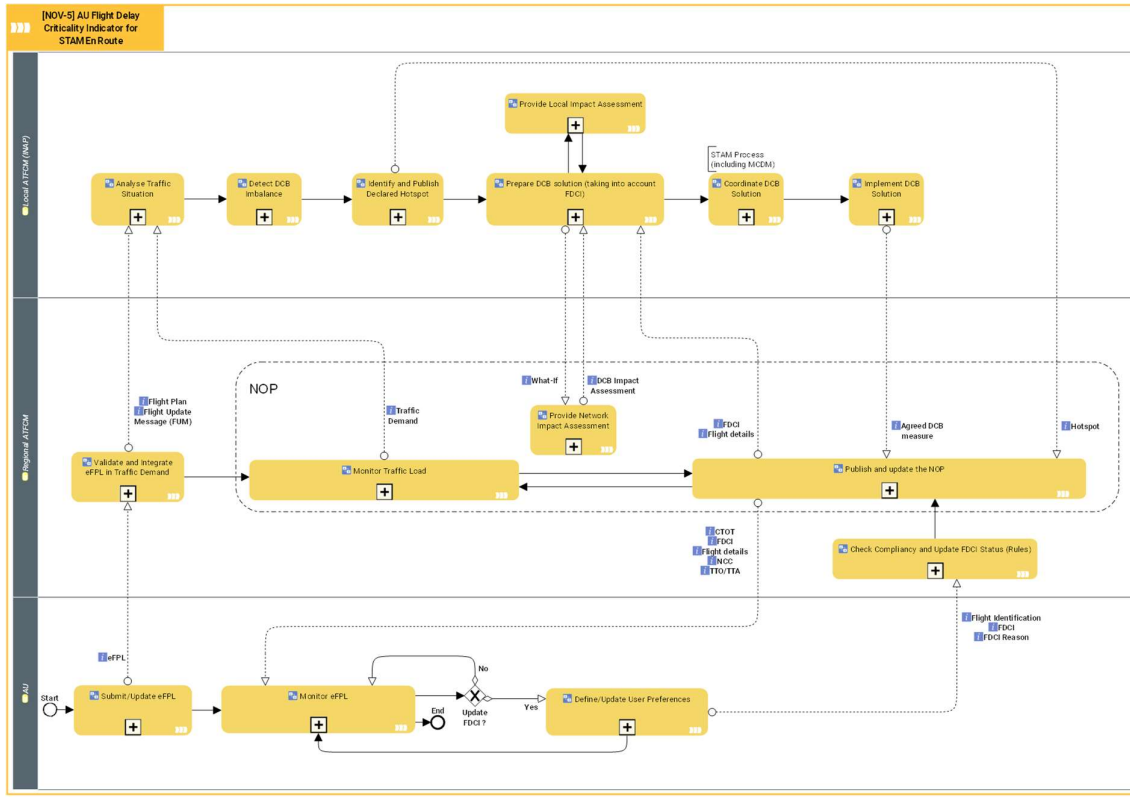 [NOV-5] AU Flight Delay
Criticality Indicator for
STAM En Route
Local ATFCM (INAP)
Provide Local Impact Assessment
STAM Process
(including MCDM)
Analyse Traffic
Situation
Detect DCB
Imbalance
Identify and Publish
Declared Hotspot
Prepare DCB solution (taking into account
FDCI)
Coordinate DCB
Solution
Implement DCB
Solution
Regional ATFCM
NOP
Flight Plan
Flight Update
Message (FUM)
Traffic
Demand
What-If
DCB Impact
Assessment
Provide Network
Impact Assessment
FDCI
Flight details
Agreed DCB
measure
Hotspot
Validate and Integrate
eFPL in Traffic Demand
Monitor Traffic Load
Publish and update the NOP
CTOT
FDCI
Flight details
NCC
TTO/TTA
Check Compliancy and Update FDCI Status (Rules)
AU
eFPL
Flight Identification
FDCI
FDCI Reason
Start
Submit/Update eFPL
Monitor eFPL
No
End
Update
FDCI ?
Yes
Define/Update User Preferences